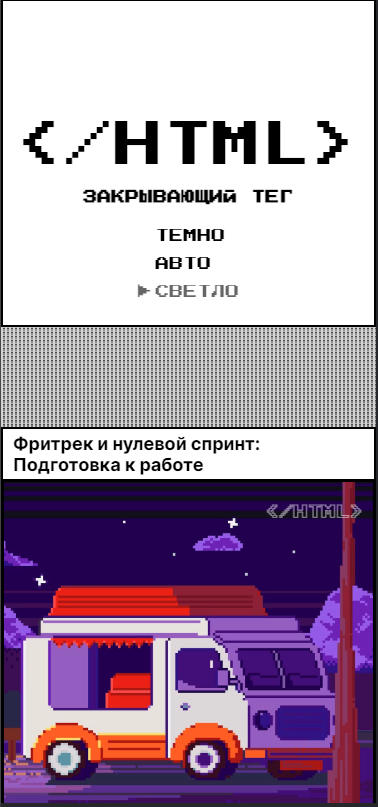 </HTML>
ЗАКРЫВАЮЩИЙ ТЕГ
ТЕМНО
АВТО
▶СВЕТЛО
Фритрек и нулевой спринт:
Подготовка к работе
</HTML>